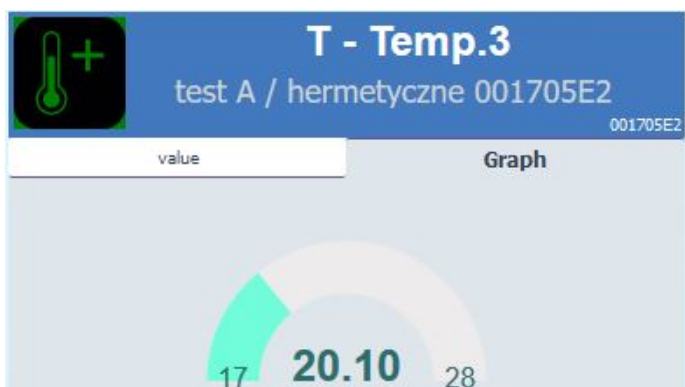 T - Temp.3
test A / hermetyczne 001705E2
001705E2
value Graph
20.10
17 28